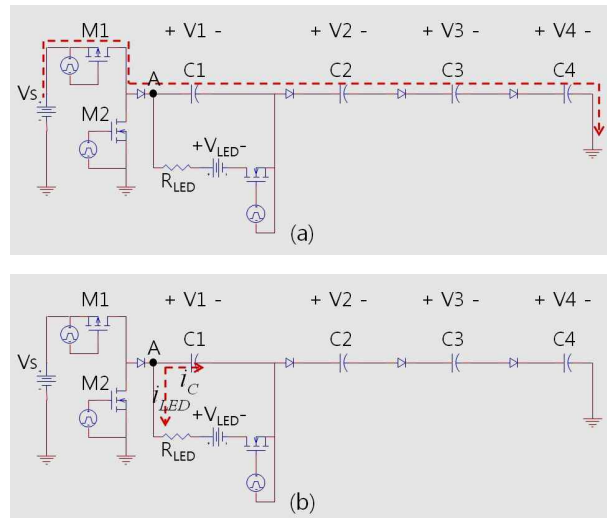 M1 + V1 - + V2 - + V3 - + V4 -
A C1 C2 C3 C4
Vs
M2
+VLED-
RLED
(a)
M1 + V1 - + V2 - + V3 - + V4 -
A C1 C2 C3 C4
Vs
iC
M2 iLED
+VLED-
RLED
(b)